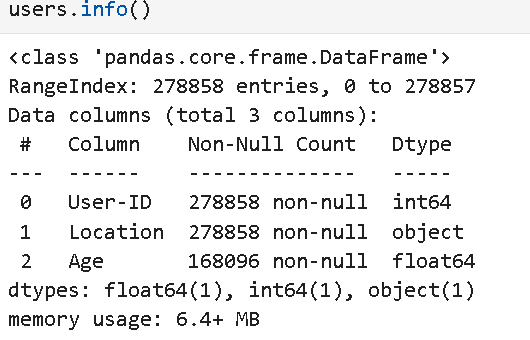 users.info()
<class 'pandas.core.frame.DataFrame'>
RangeIndex: 278858 entries, 0 to 278857
Data columns (total 3 columns):
 #   Column    Non-Null Count   Dtype
---  ------    --------------   -----
 0   User-ID   278858 non-null  int64
 1   Location  278858 non-null  object
 2   Age       168096 non-null  float64
dtypes: float64(1), int64(1), object(1)
memory usage: 6.4+ MB